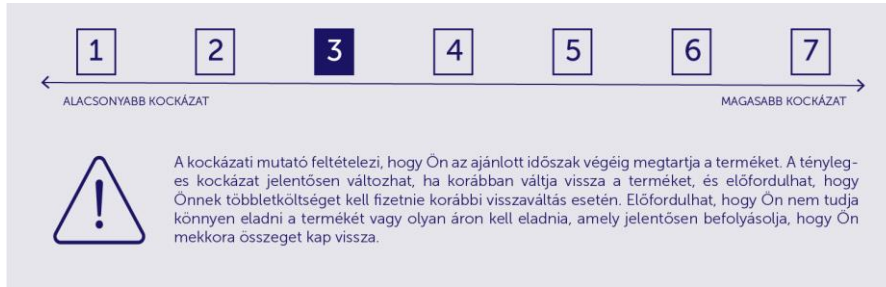 1 2 3 4 5 6 7
ALACSONYABB KOCKÁZAT MAGASABB KOCKÁZAT
A kockázati mutató feltételezi, hogy Ön az ajánlott időszak végéig megtartja a terméket. A tényleg-
es kockázat jelentősen változhat, ha korábban váltja vissza a terméket, és előfordulhat, hogy
Önnek többletköltséget kell fizetnie korábbi visszaváltás esetén. Előfordulhat, hogy Ön nem tudja
könnyen eladni a termékét vagy olyan áron kell eladnia, amely jelentősen befolyásolja, hogy Ön
mekkora összeget kap vissza.